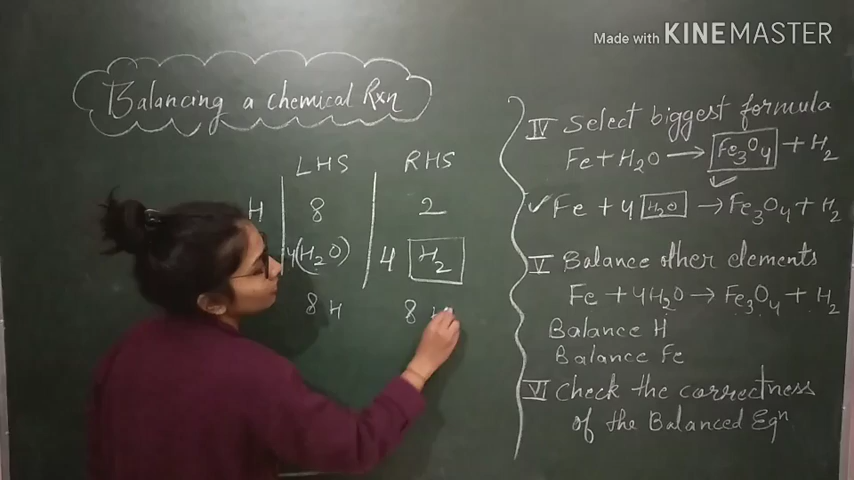 Made with KINEMASTER
Balancing a chemical Rxn
LHS RHS
H 8 2
4(H2O) 4 H2
8 H 8 H
IV Select biggest formula
Fe + H2O → Fe3O4 + H2
✓ Fe + 4 H2O → Fe3O4 + H2
V Balance other elements
Fe + 4H2O → Fe3O4 + H2
Balance H
Balance Fe
VI Check the correctness
of the Balanced Eqn